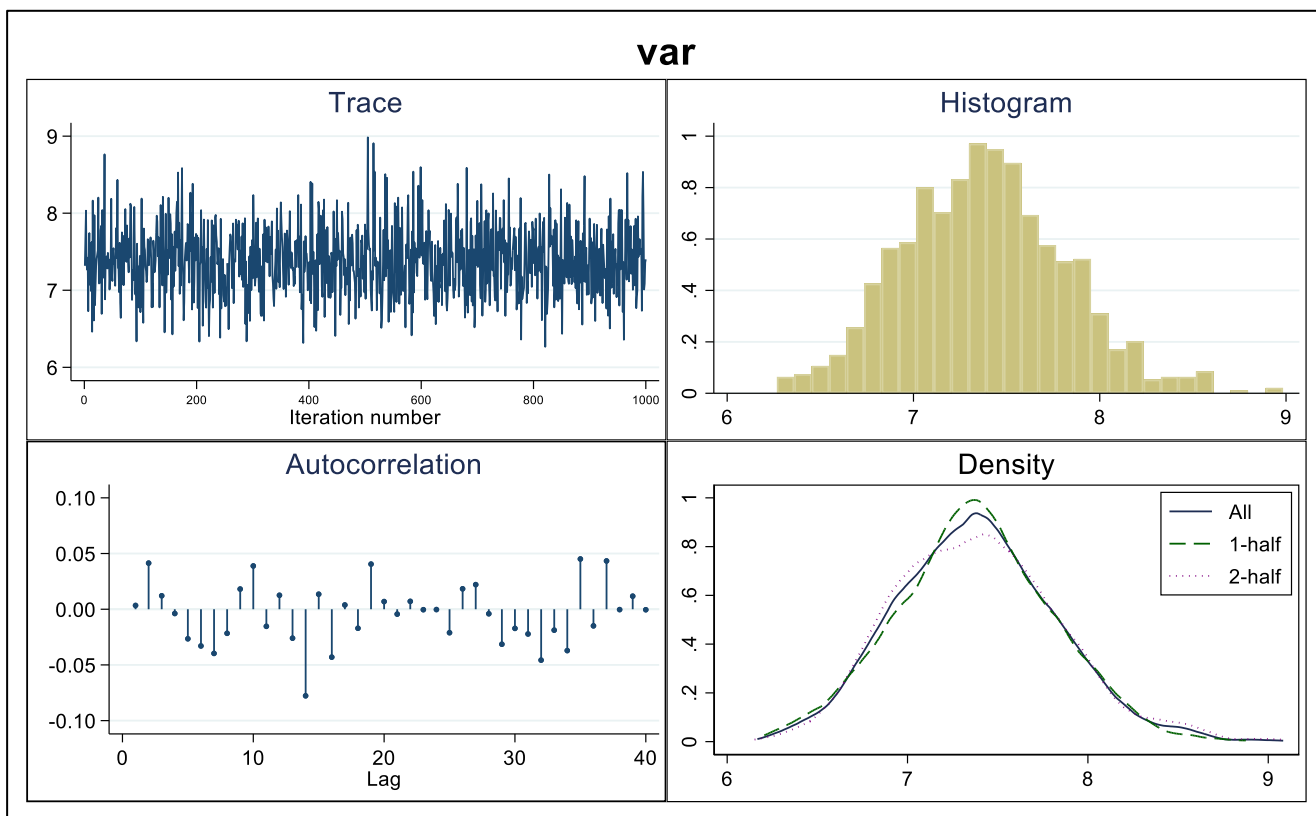 var
Trace
9
8
7
6
0 200 400 600 800 1000
Iteration number
Histogram
1
.8
.6
.4
.2
0
6 7 8 9
Autocorrelation
0.10
0.05
0.00
-0.05
-0.10
0 10 20 30 40
Lag
Density
1
.8
.6
.4
.2
0
6 7 8 9
All
1-half
2-half